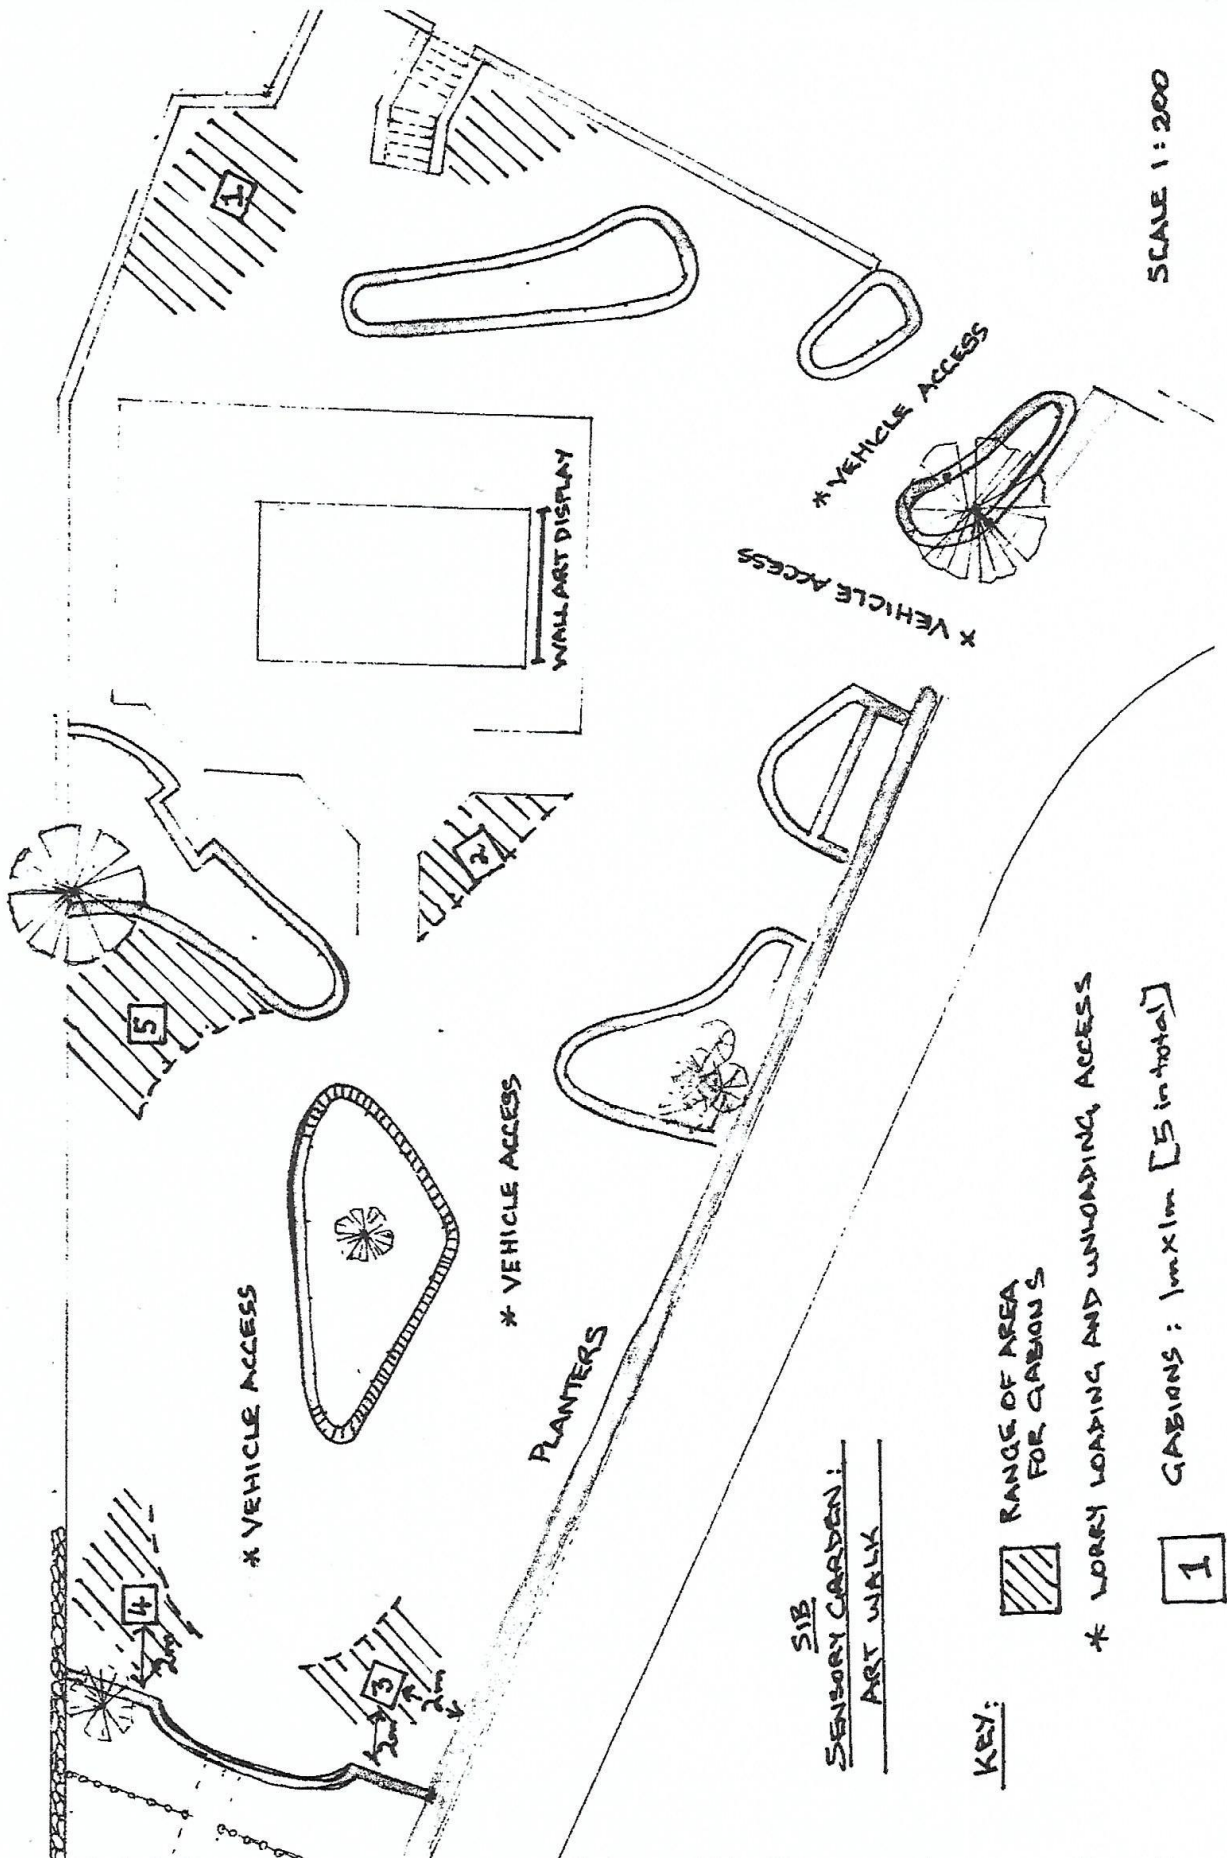 4
2m
5
1
* VEHICLE ACCESS
3
2m
2m
2
* VEHICLE ACCESS
WALL ART DISPLAY
PLANTERS
* VEHICLE ACCESS
* VEHICLE ACCESS
SIB
SENSORY GARDEN:
ART WALK
KEY:
RANGE OF AREA
FOR GABIONS
* LORRY LOADING AND UNLOADING, ACCESS
1 GABIONS : 1m x 1m [5 in total]
SCALE 1:200